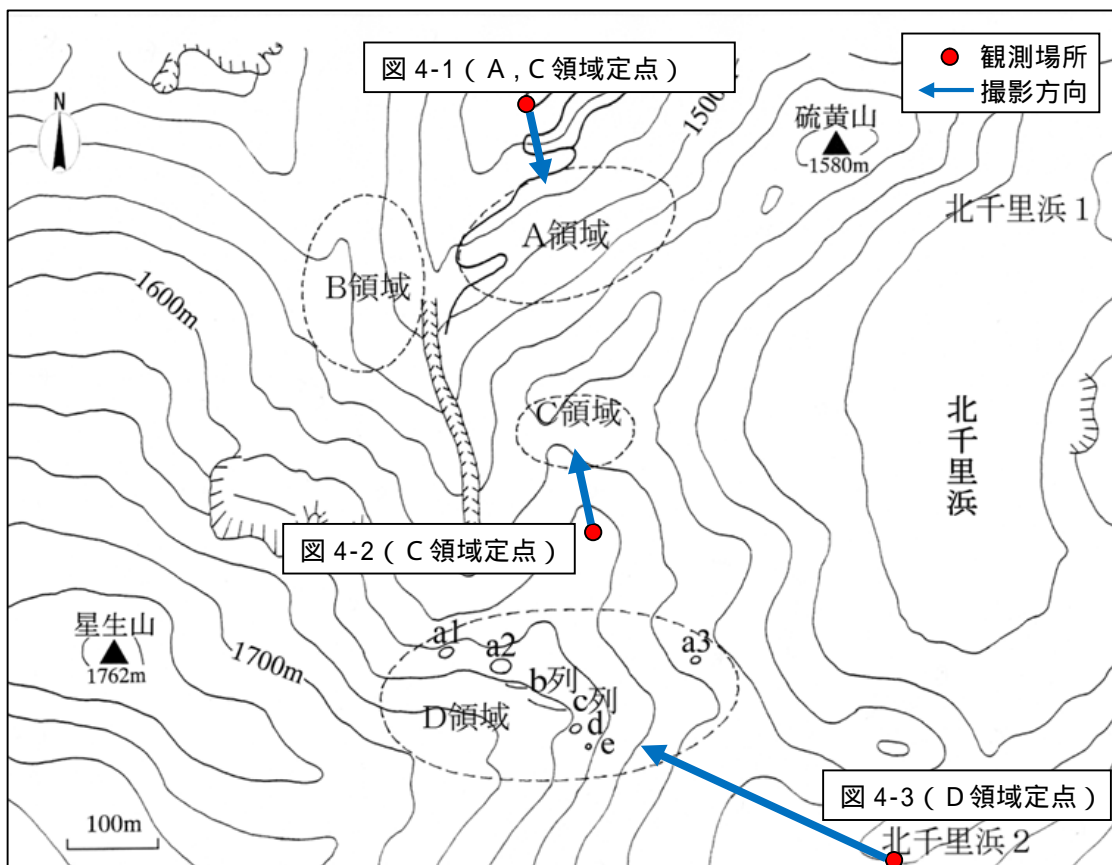 図 4-1（A,C領域定点）
観測場所
撮影方向
N
1500
硫黄山
1580m
北千里浜1
A領域
B領域
1600m
C領域
北千里浜
図 4-2（C領域定点）
星生山
1762m
1700m
a1
a2
a3
b列
c列
D領域
d
e
図 4-3（D領域定点）
北千里浜2
100m